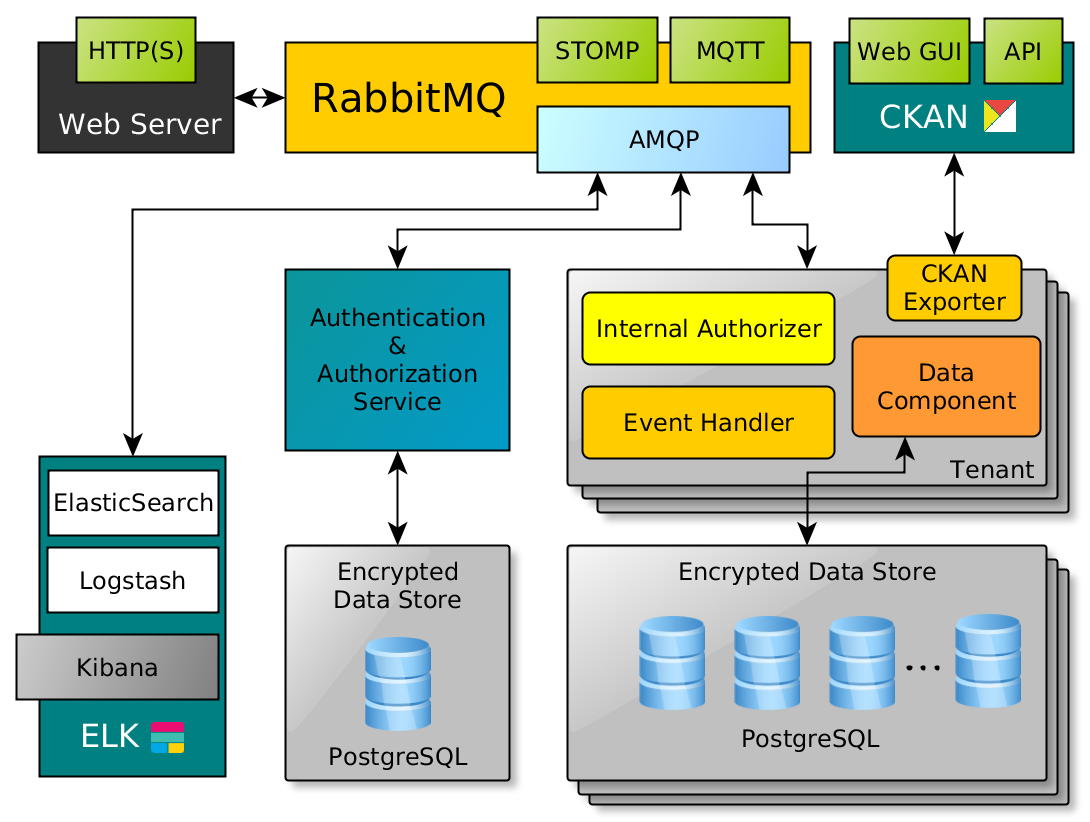 HTTP(S)
Web Server
RabbitMQ
STOMP
MQTT
AMQP
Web GUI
API
CKAN
Authentication
&
Authorization
Service
Internal Authorizer
Event Handler
CKAN
Exporter
Data
Component
Tenant
ElasticSearch
Logstash
Kibana
ELK
Encrypted
Data Store
PostgreSQL
Encrypted Data Store
...
PostgreSQL